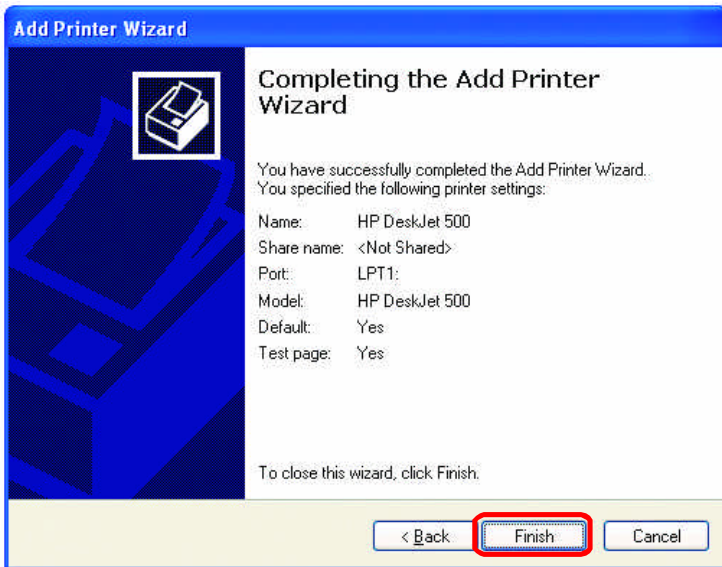 Add Printer Wizard
Completing the Add Printer
Wizard
You have successfully completed the Add Printer Wizard.
You specified the following printer settings:
Name: HP DeskJet 500
Share name: <Not Shared>
Port: LPT1:
Model: HP DeskJet 500
Default: Yes
Test page: Yes
To close this wizard, click Finish.
< Back Finish Cancel